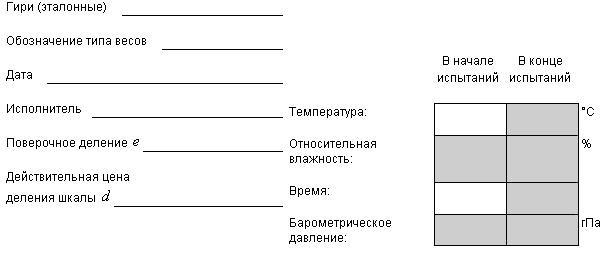 Гири (эталонные)
Обозначение типа весов
Дата
Исполнитель
Поверочное деление e
Действительная цена
деления шкалы d
В начале
испытаний
В конце
испытаний
Температура:
°С
Относительная
влажность:
%
Время:
Барометрическое
давление:
гПа